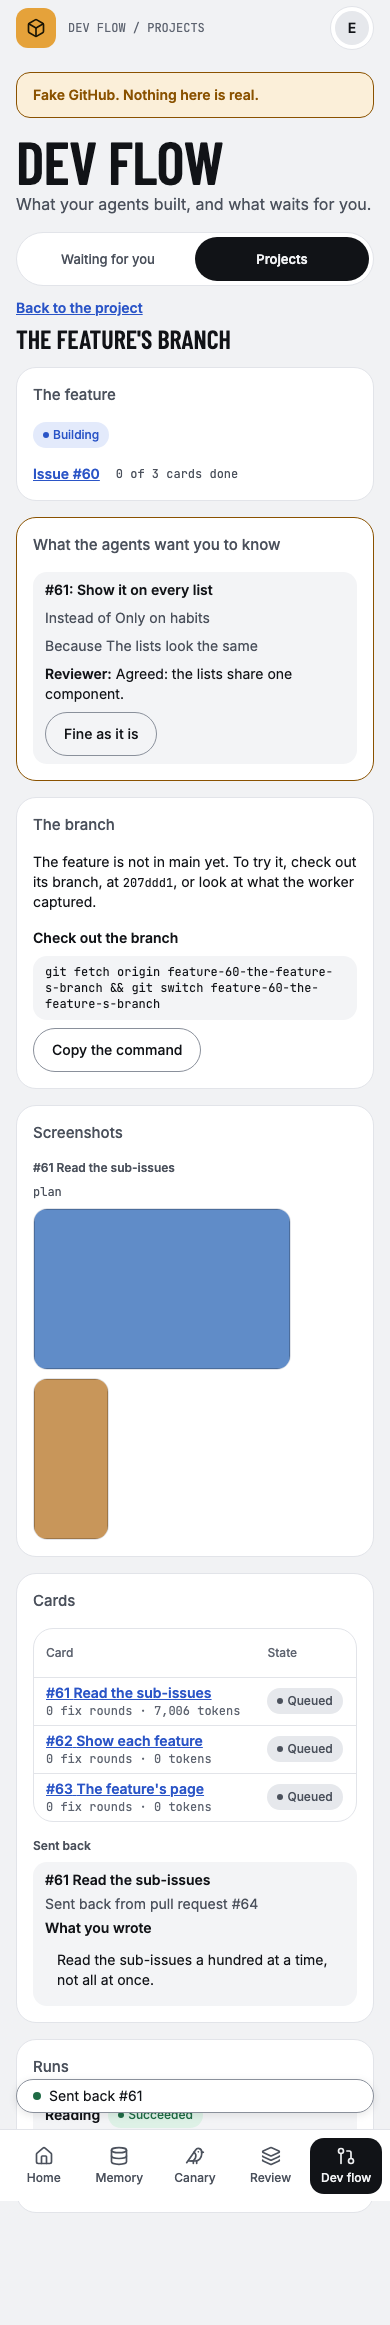 DEV FLOW / PROJECTS
E
Fake GitHub. Nothing here is real.
DEV FLOW
What your agents built, and what waits for you.
Waiting for you
Projects
Back to the project
THE FEATURE'S BRANCH
The feature
Building
Issue #60 0 of 3 cards done
What the agents want you to know
#61: Show it on every list
Instead of Only on habits
Because The lists look the same
Reviewer: Agreed: the lists share one
component.
Fine as it is
The branch
The feature is not in main yet. To try it, check out
its branch, at 207ddd1, or look at what the worker
captured.
Check out the branch
git fetch origin feature-60-the-feature-
s-branch && git switch feature-60-the-
feature-s-branch
Copy the command
Screenshots
#61 Read the sub-issues
plan
Cards
Card State
#61 Read the sub-issues
0 fix rounds · 7,006 tokens
Queued
#62 Show each feature
0 fix rounds · 0 tokens
Queued
#63 The feature's page
0 fix rounds · 0 tokens
Queued
Sent back
#61 Read the sub-issues
Sent back from pull request #64
What you wrote
Read the sub-issues a hundred at a time,
not all at once.
Runs
Sent back #61
Reading Succeeded
Home
Memory
Canary
Review
Dev flow